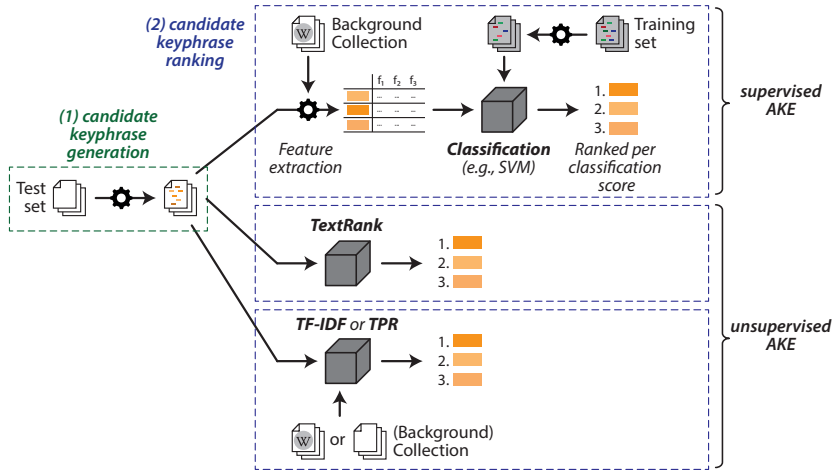 (2) candidate
keyphrase
ranking
W
Background
Collection
Training
set
f1 f2 f3
... ... ...
... ... ...
... ... ...
1.
2.
3.
supervised
AKE
(1) candidate
keyphrase
generation
Feature
extraction
Classification
(e.g., SVM)
Ranked per
classification
score
Test
set
TextRank
1.
2.
3.
TF-IDF or TPR
1.
2.
3.
unsupervised
AKE
W or (Background)
Collection